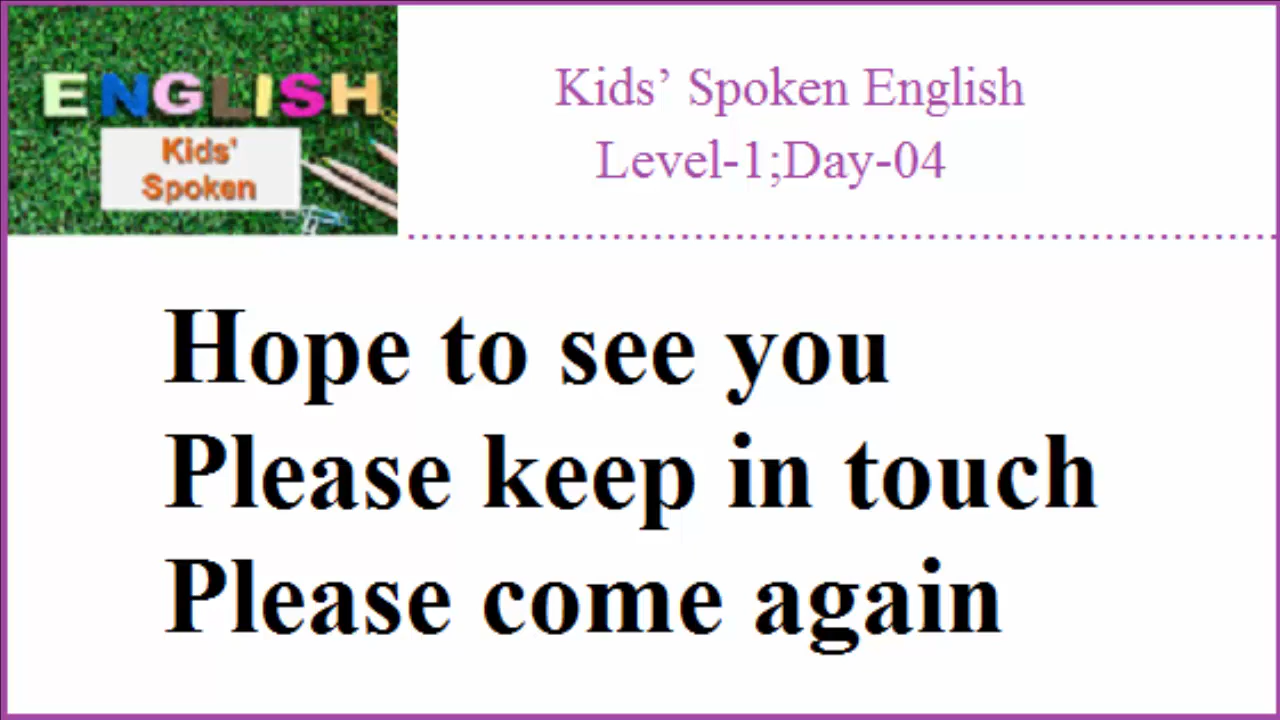 ENGLISH
Kids'
Spoken
Kids’ Spoken English
Level-1;Day-04
Hope to see you
Please keep in touch
Please come again